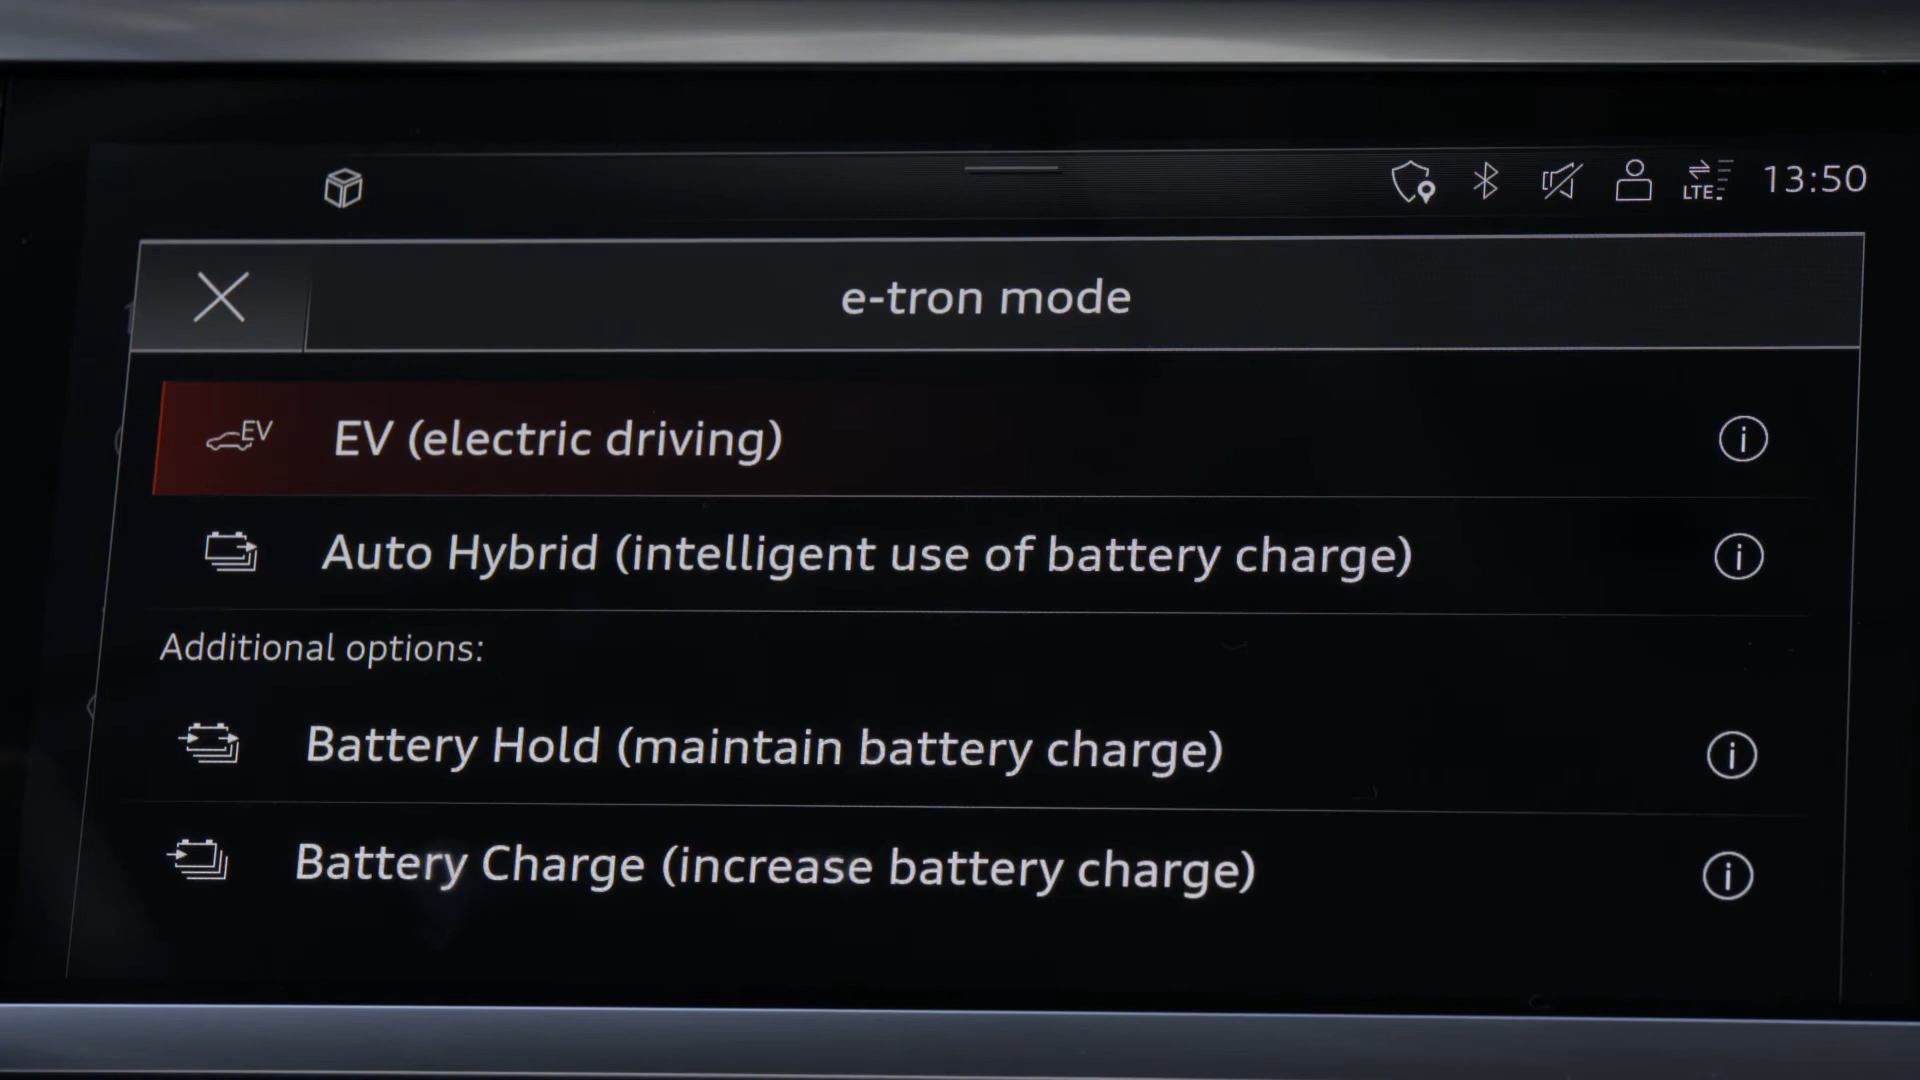 LTE 13:50
e-tron mode
EV EV (electric driving)
Auto Hybrid (intelligent use of battery charge)
Additional options:
Battery Hold (maintain battery charge)
Battery Charge (increase battery charge)